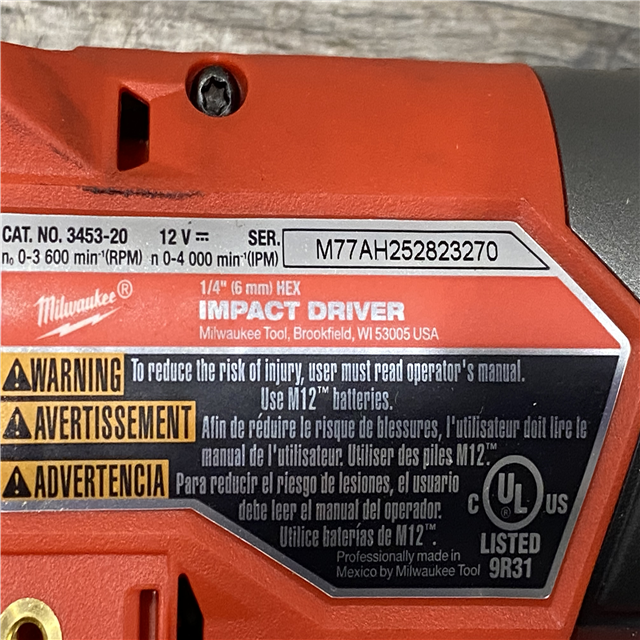 CAT. NO. 3453-20 12 V ⎓ SER. M77AH252823270
n₀ 0-3 600 min⁻¹(RPM) n 0-4 000 min⁻¹(IPM)
1/4" (6 mm) HEX
Milwaukee® IMPACT DRIVER
Milwaukee Tool, Brookfield, WI 53005 USA
WARNING To reduce the risk of injury, user must read operator's manual.
Use M12™ batteries.
AVERTISSEMENT Afin de réduire le risque de blessures, l'utilisateur doit lire le
manual de l'utilisateur. Utiliser des piles M12™.
ADVERTENCIA Para reducir el riesgo de lesiones, el usuario
debe leer el manual del operador.
Utilice baterías de M12™.
Professionally made in
Mexico by Milwaukee Tool
C UL® US
LISTED
9R31